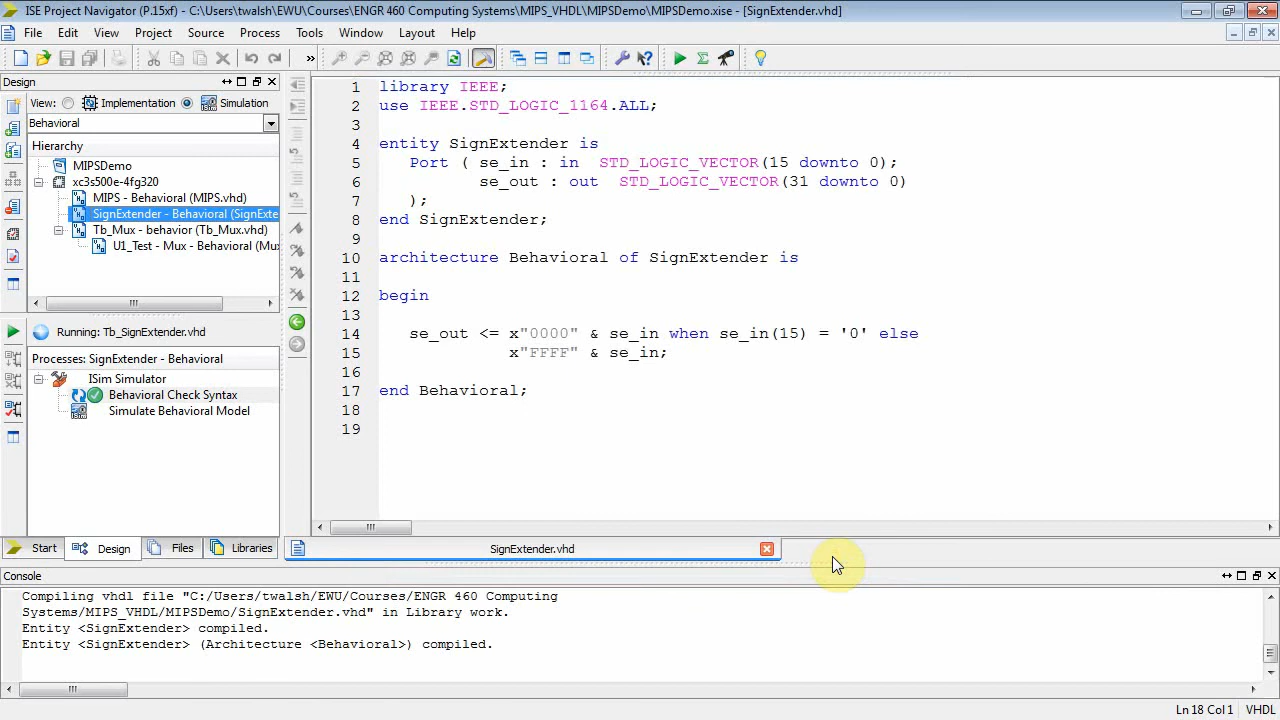 ISE Project Navigator (P.15xf) - C:\Users\twalsh\EWU\Courses\ENGR 460 Computing Systems\MIPS_VHDL\MIPSDemo\MIPSDemo.xise - [SignExtender.vhd]
File Edit View Project Source Process Tools Window Layout Help
Design
View: Implementation Simulation
Behavioral
Hierarchy
MIPSDemo
xc3s500e-4fg320
MIPS - Behavioral (Mux.vhd)
SignExtender - Behavioral (SignExte
Tb_Mux - behavior (Tb_Mux.vhd)
U1_Test - Mux - Behavioral (Mu
Running: Tb_SignExtender.vhd
Processes: SignExtender - Behavioral
ISim Simulator
Behavioral Check Syntax
Simulate Behavioral Model
Start Design Files Libraries
1 library IEEE;
2 use IEEE.STD_LOGIC_1164.ALL;
3
4 entity SignExtender is
5 Port ( se_in : in STD_LOGIC_VECTOR(15 downto 0);
6 se_out : out STD_LOGIC_VECTOR(31 downto 0)
7 );
8 end SignExtender;
9
10 architecture Behavioral of SignExtender is
11
12 begin
13
14 se_out <= x"0000" & se_in when se_in(15) = '0' else
15 x"FFFF" & se_in;
16
17 end Behavioral;
18
19
SignExtender.vhd
Console
Compiling vhdl file "C:/Users/twalsh/EWU/Courses/ENGR 460 Computing
Systems/MIPS_VHDL/MIPSDemo/SignExtender.vhd" in Library work.
Entity <SignExtender> compiled.
Entity <SignExtender> (Architecture <Behavioral>) compiled.
Ln 18 Col 1 VHDL